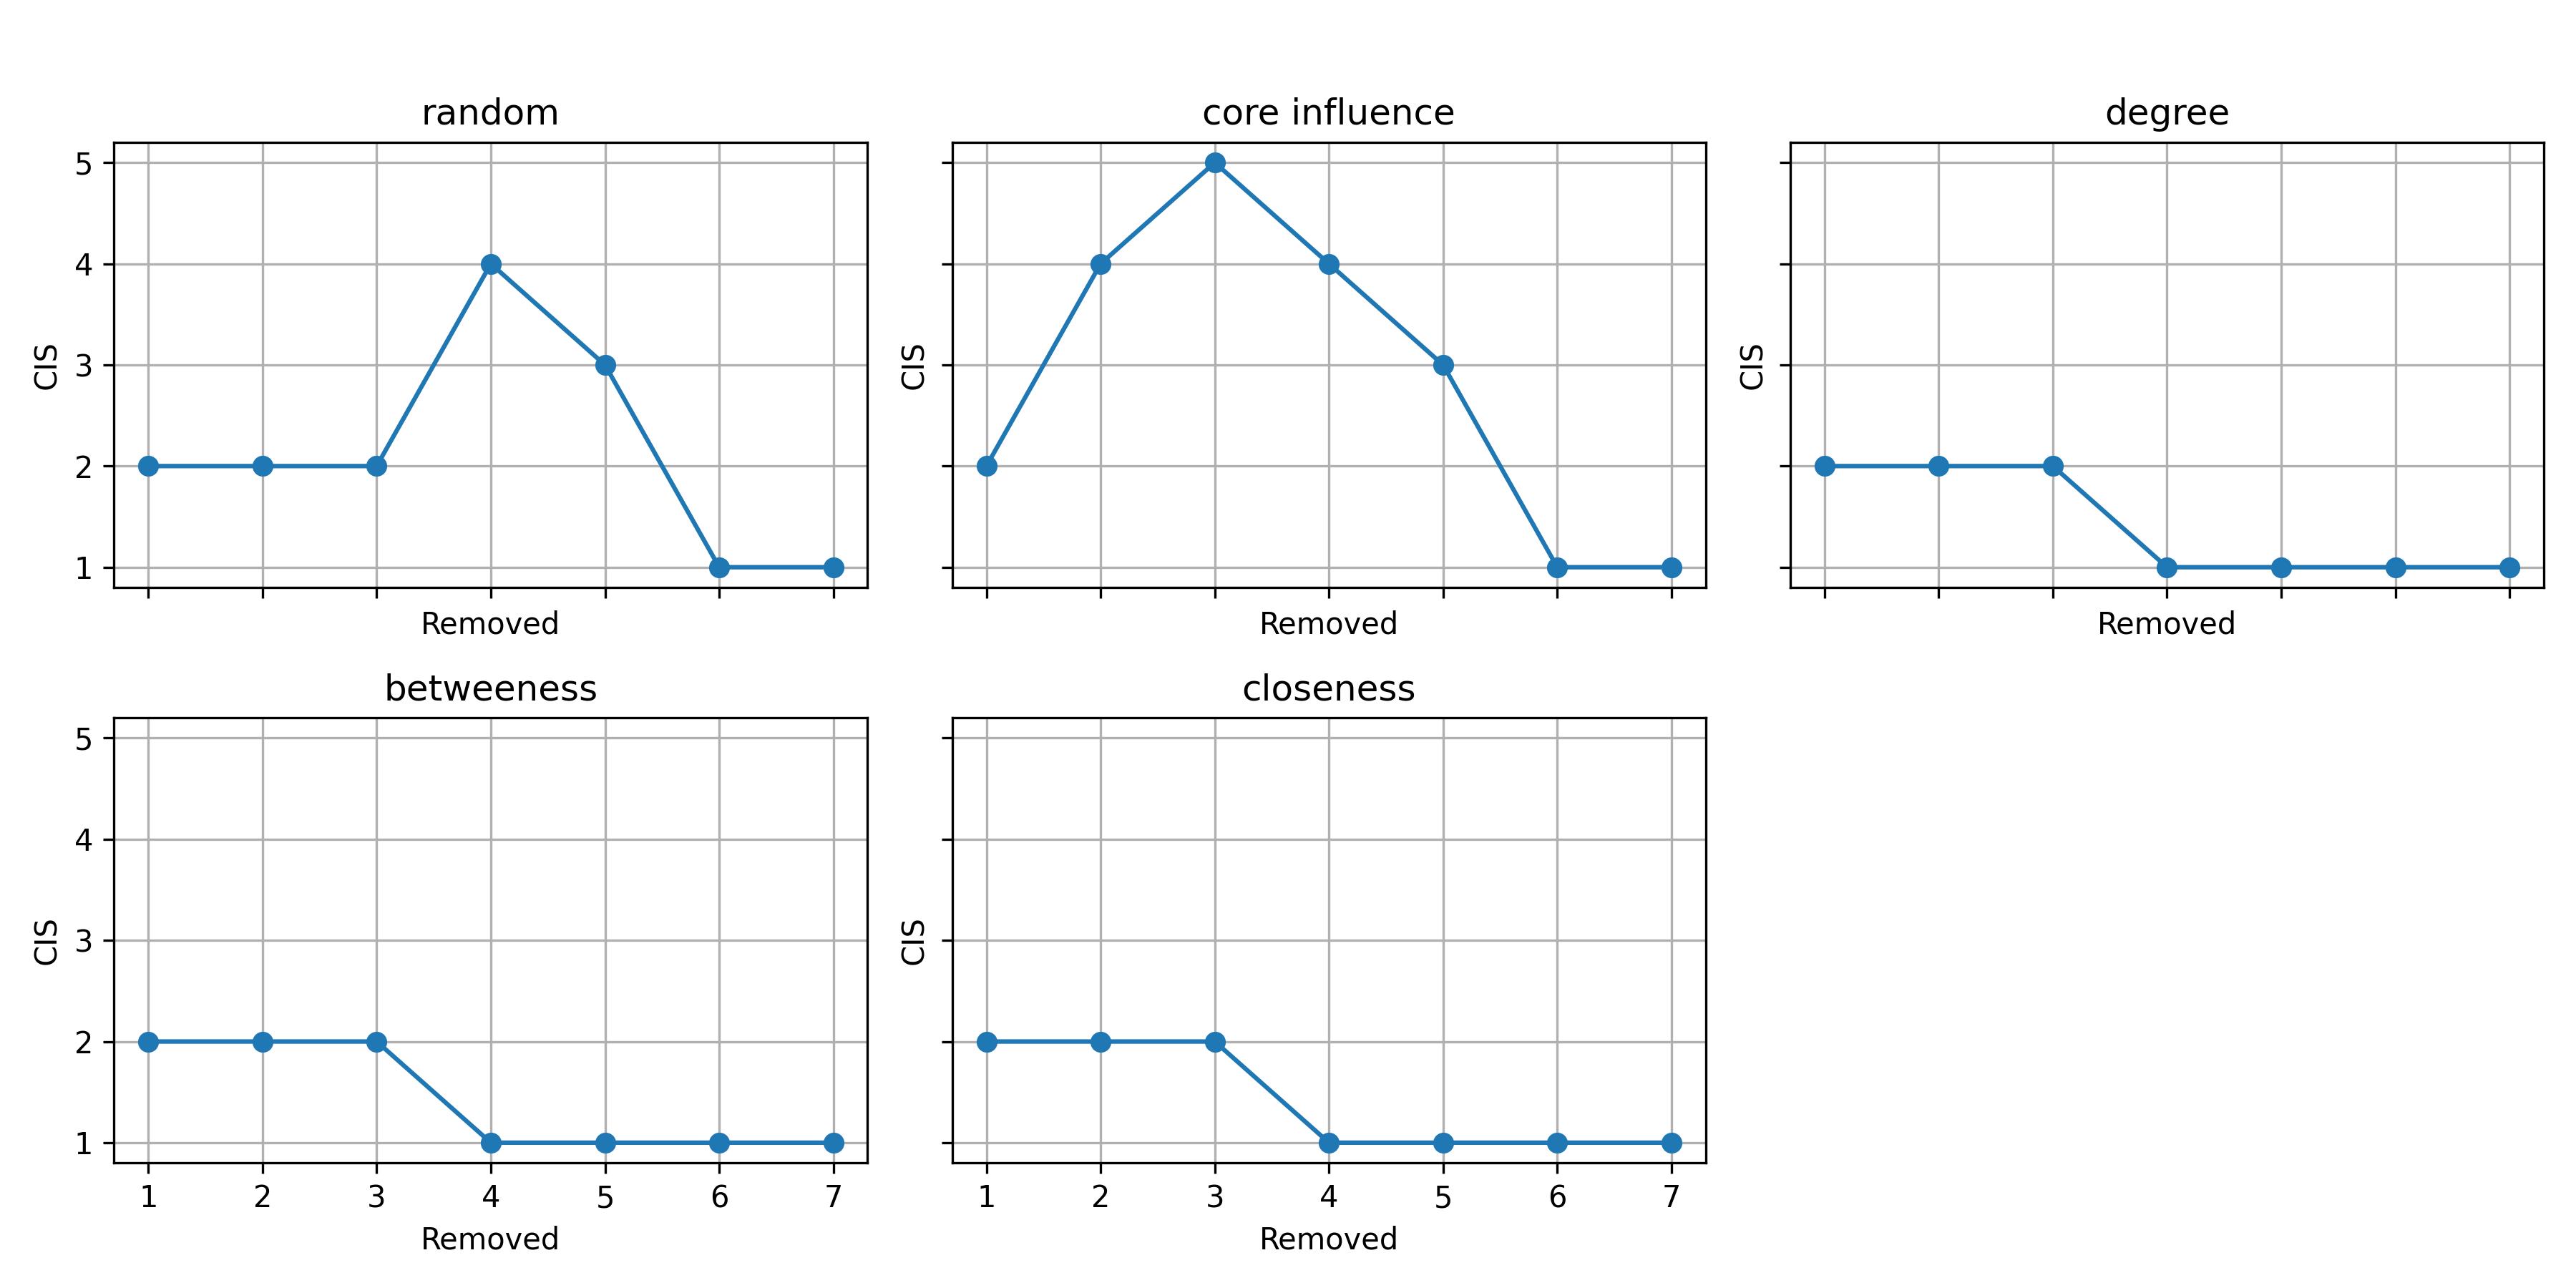 random
core influence
degree
5
4
3
2
1
CIS
CIS
CIS
Removed
Removed
Removed
betweeness
closeness
5
4
3
2
1
CIS
CIS
1 2 3 4 5 6 7
1 2 3 4 5 6 7
Removed
Removed